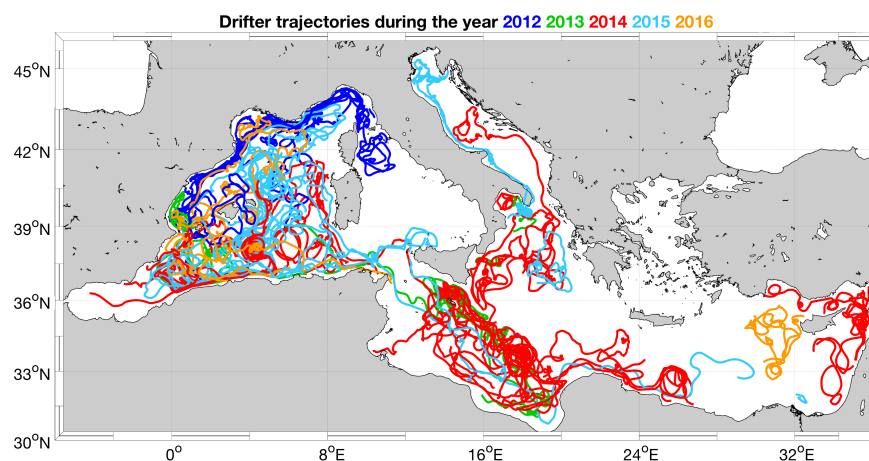 Drifter trajectories during the year 2012 2013 2014 2015 2016
45°N
42°N
39°N
36°N
33°N
30°N
0° 8°E 16°E 24°E 32°E